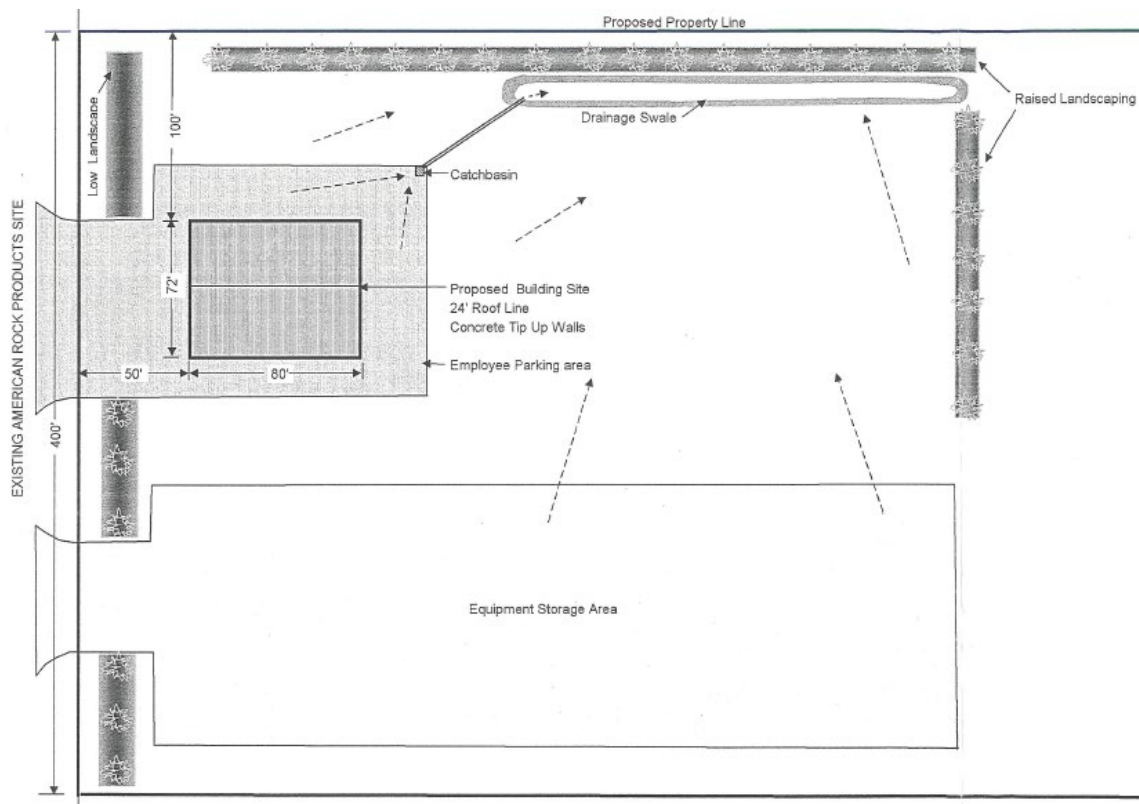 Proposed Property Line
Raised Landscaping
Drainage Swale
Low Landscape
100'
Catchbasin
EXISTING AMERICAN ROCK PRODUCTS SITE
72'
Proposed Building Site
24' Roof Line
Concrete Tip Up Walls
50'
80'
Employee Parking area
400'
Equipment Storage Area